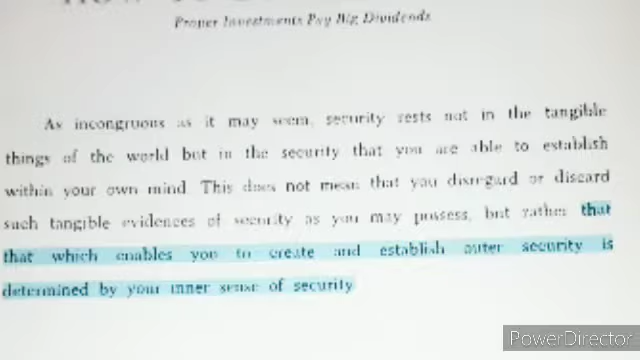 Proper Investments Pay Big Dividends
As incongruous as it may seem, security rests not in the tangible
things of the world but in the security that you are able to establish
within your own mind. This does not mean that you disregard or discard
such tangible evidences of security as you may possess, but rather that
that which enables you to create and establish outer security is
determined by your inner sense of security
PowerDirector